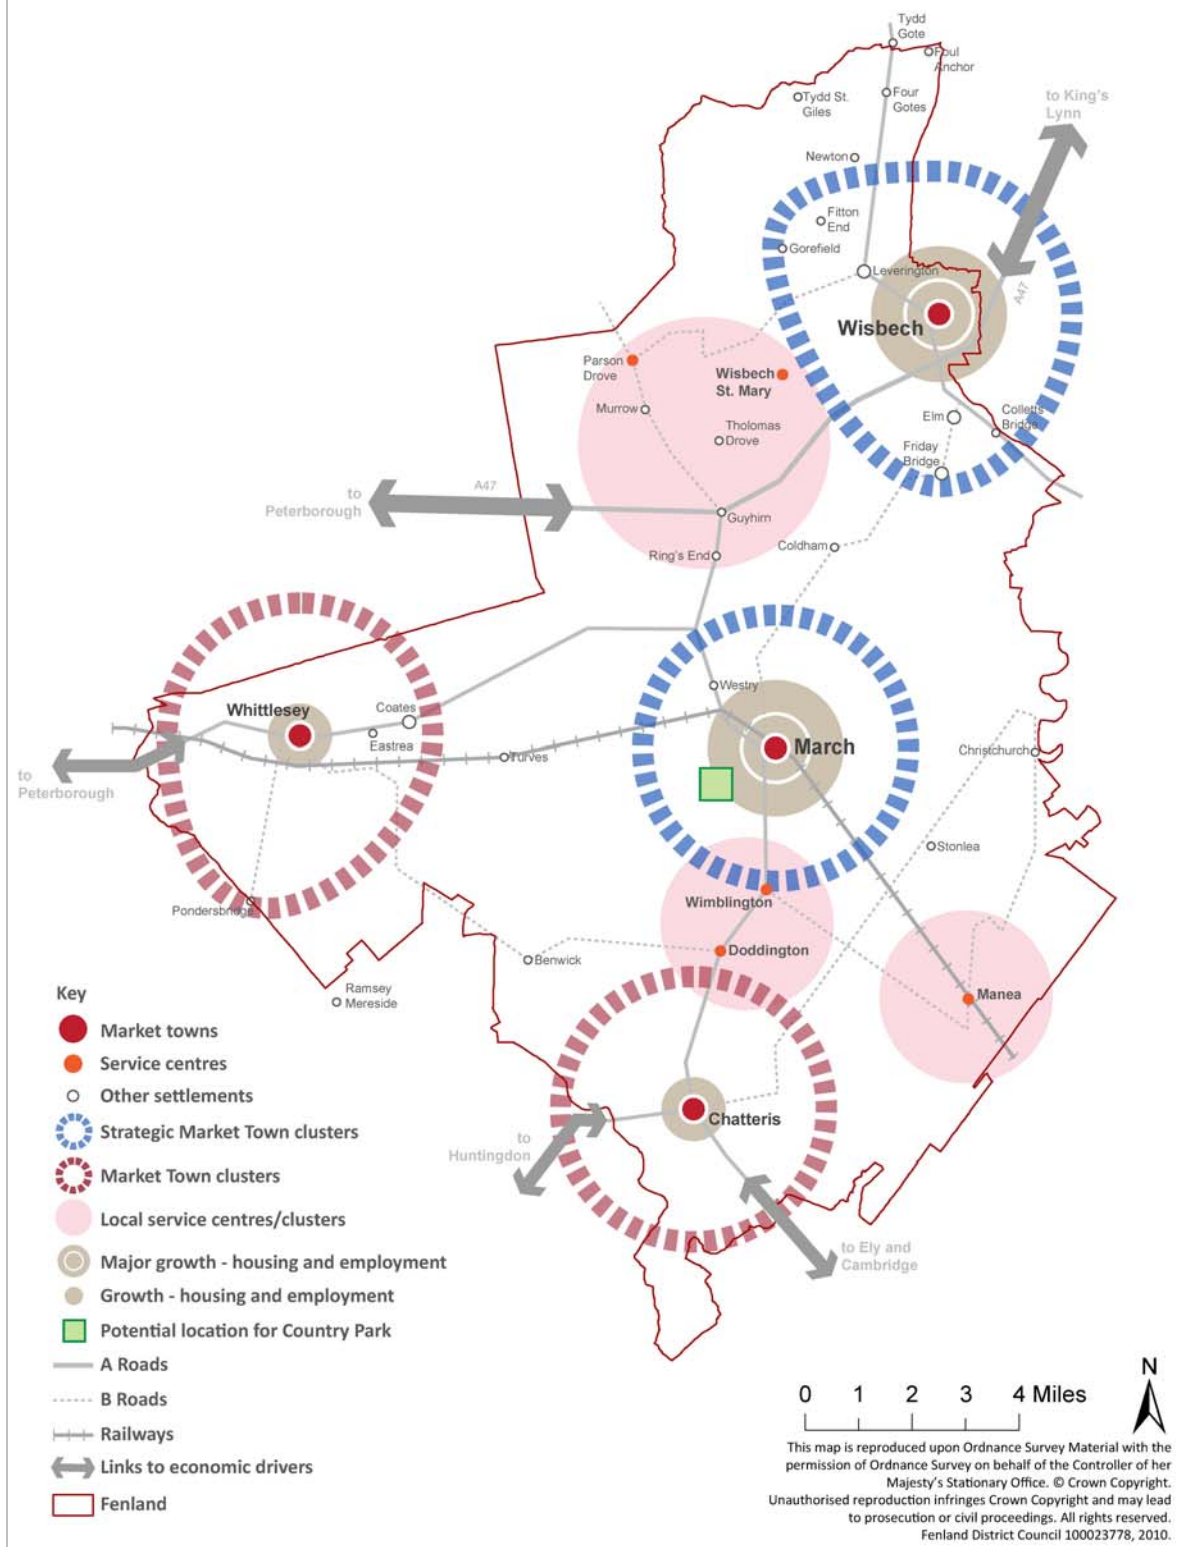 Tydd
Gote
Foul
Anchor
Tydd St.
Giles
Four
Gotes
to King's
Lynn
Newton
Fitton
End
Gorefield
Leverington
A47
Wisbech
Parson
Drove
Wisbech
St. Mary
Murrow
Tholomas
Drove
Elm
Colletts
Bridge
Friday
Bridge
to
Peterborough
A47
Guyhirn
Ring's End
Coldham
Westry
Whittlesey
Coates
Eastrea
March
Turves
Christchurch
to
Peterborough
Stonlea
Pondersbridge
Wimblington
Doddington
Benwick
Manea
Ramsey
Mereside
Chatteris
to
Huntingdon
to Ely and
Cambridge
Key
Market towns
Service centres
Other settlements
Strategic Market Town clusters
Market Town clusters
Local service centres/clusters
Major growth - housing and employment
Growth - housing and employment
Potential location for Country Park
A Roads
B Roads
Railways
Links to economic drivers
Fenland
N
0 1 2 3 4 Miles
This map is reproduced upon Ordnance Survey Material with the
permission of Ordnance Survey on behalf of the Controller of her
Majesty's Stationary Office. © Crown Copyright.
Unauthorised reproduction infringes Crown Copyright and may lead
to prosecution or civil proceedings. All rights reserved.
Fenland District Council 100023778, 2010.